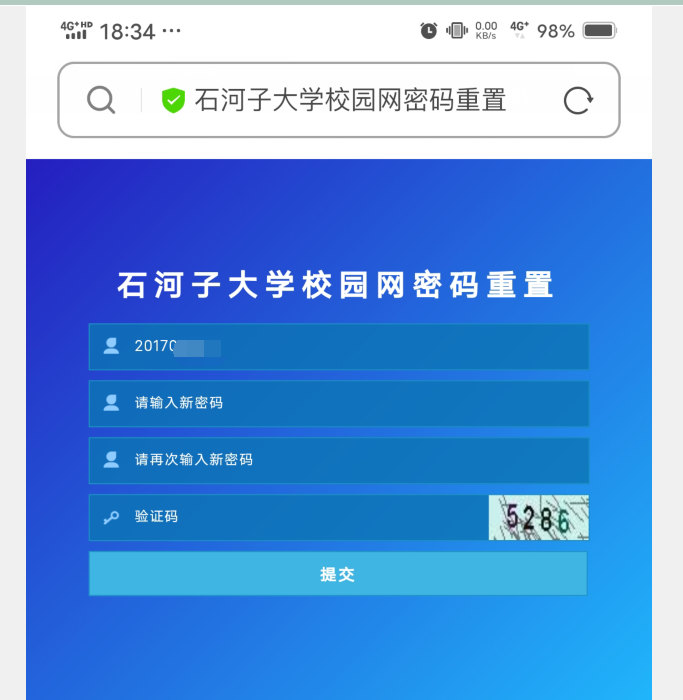 4G+HD 18:34 ···
0.00 KB/s 4G+ 98%
石河子大学校园网密码重置
石河子大学校园网密码重置
20170
请输入新密码
请再次输入新密码
验证码
5286
提交